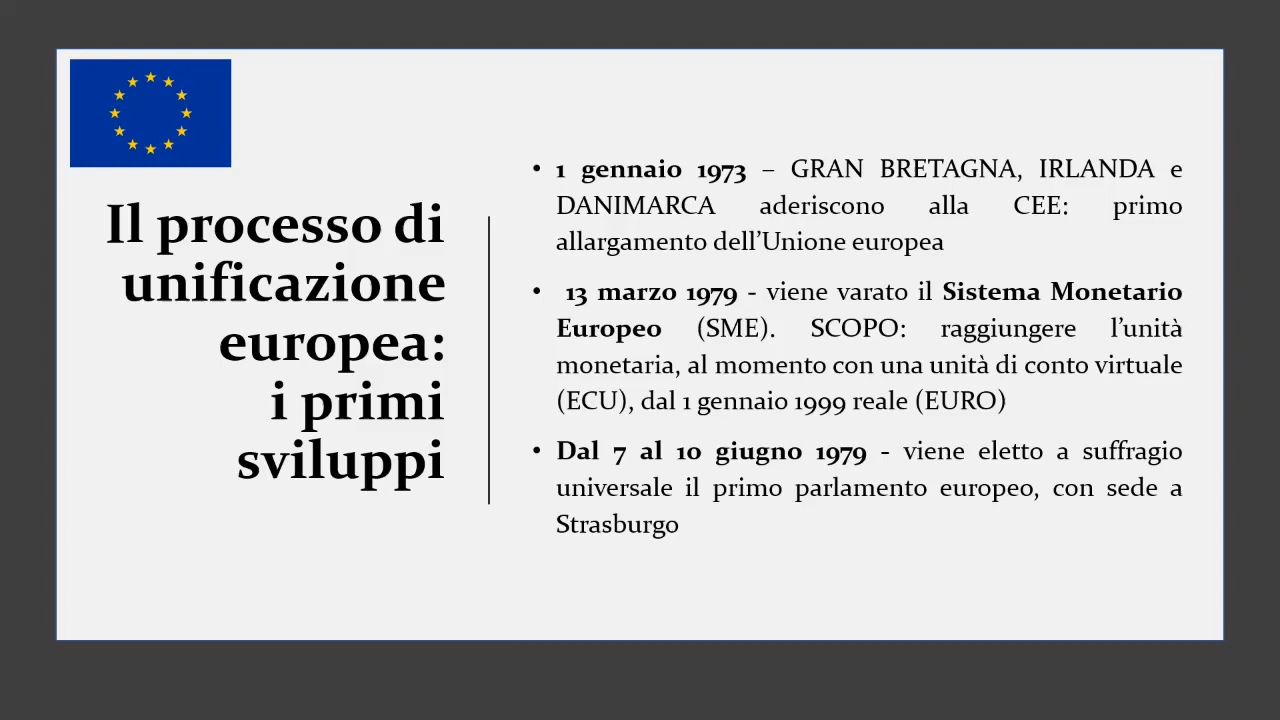 Il processo di
unificazione
europea:
i primi
sviluppi
• 1 gennaio 1973 – GRAN BRETAGNA, IRLANDA e
DANIMARCA aderiscono alla CEE: primo
allargamento dell’Unione europea
• 13 marzo 1979 - viene varato il Sistema Monetario
Europeo (SME). SCOPO: raggiungere l’unità
monetaria, al momento con una unità di conto virtuale
(ECU), dal 1 gennaio 1999 reale (EURO)
• Dal 7 al 10 giugno 1979 - viene eletto a suffragio
universale il primo parlamento europeo, con sede a
Strasburgo